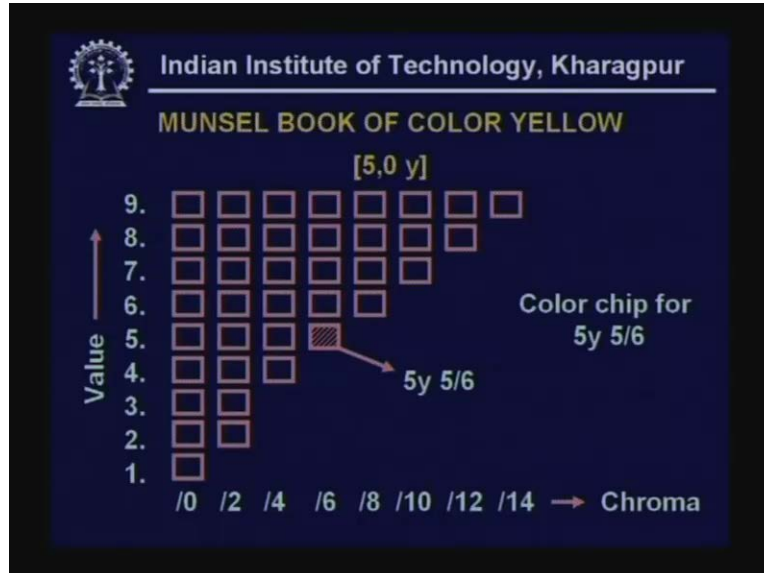 Indian Institute of Technology, Kharagpur
MUNSEL BOOK OF COLOR YELLOW
[5,0 y]
9.
8.
7.
6.
5.
4.
3.
2.
1.
Value
Color chip for
5y 5/6
5y 5/6
/0 /2 /4 /6 /8 /10 /12 /14 → Chroma